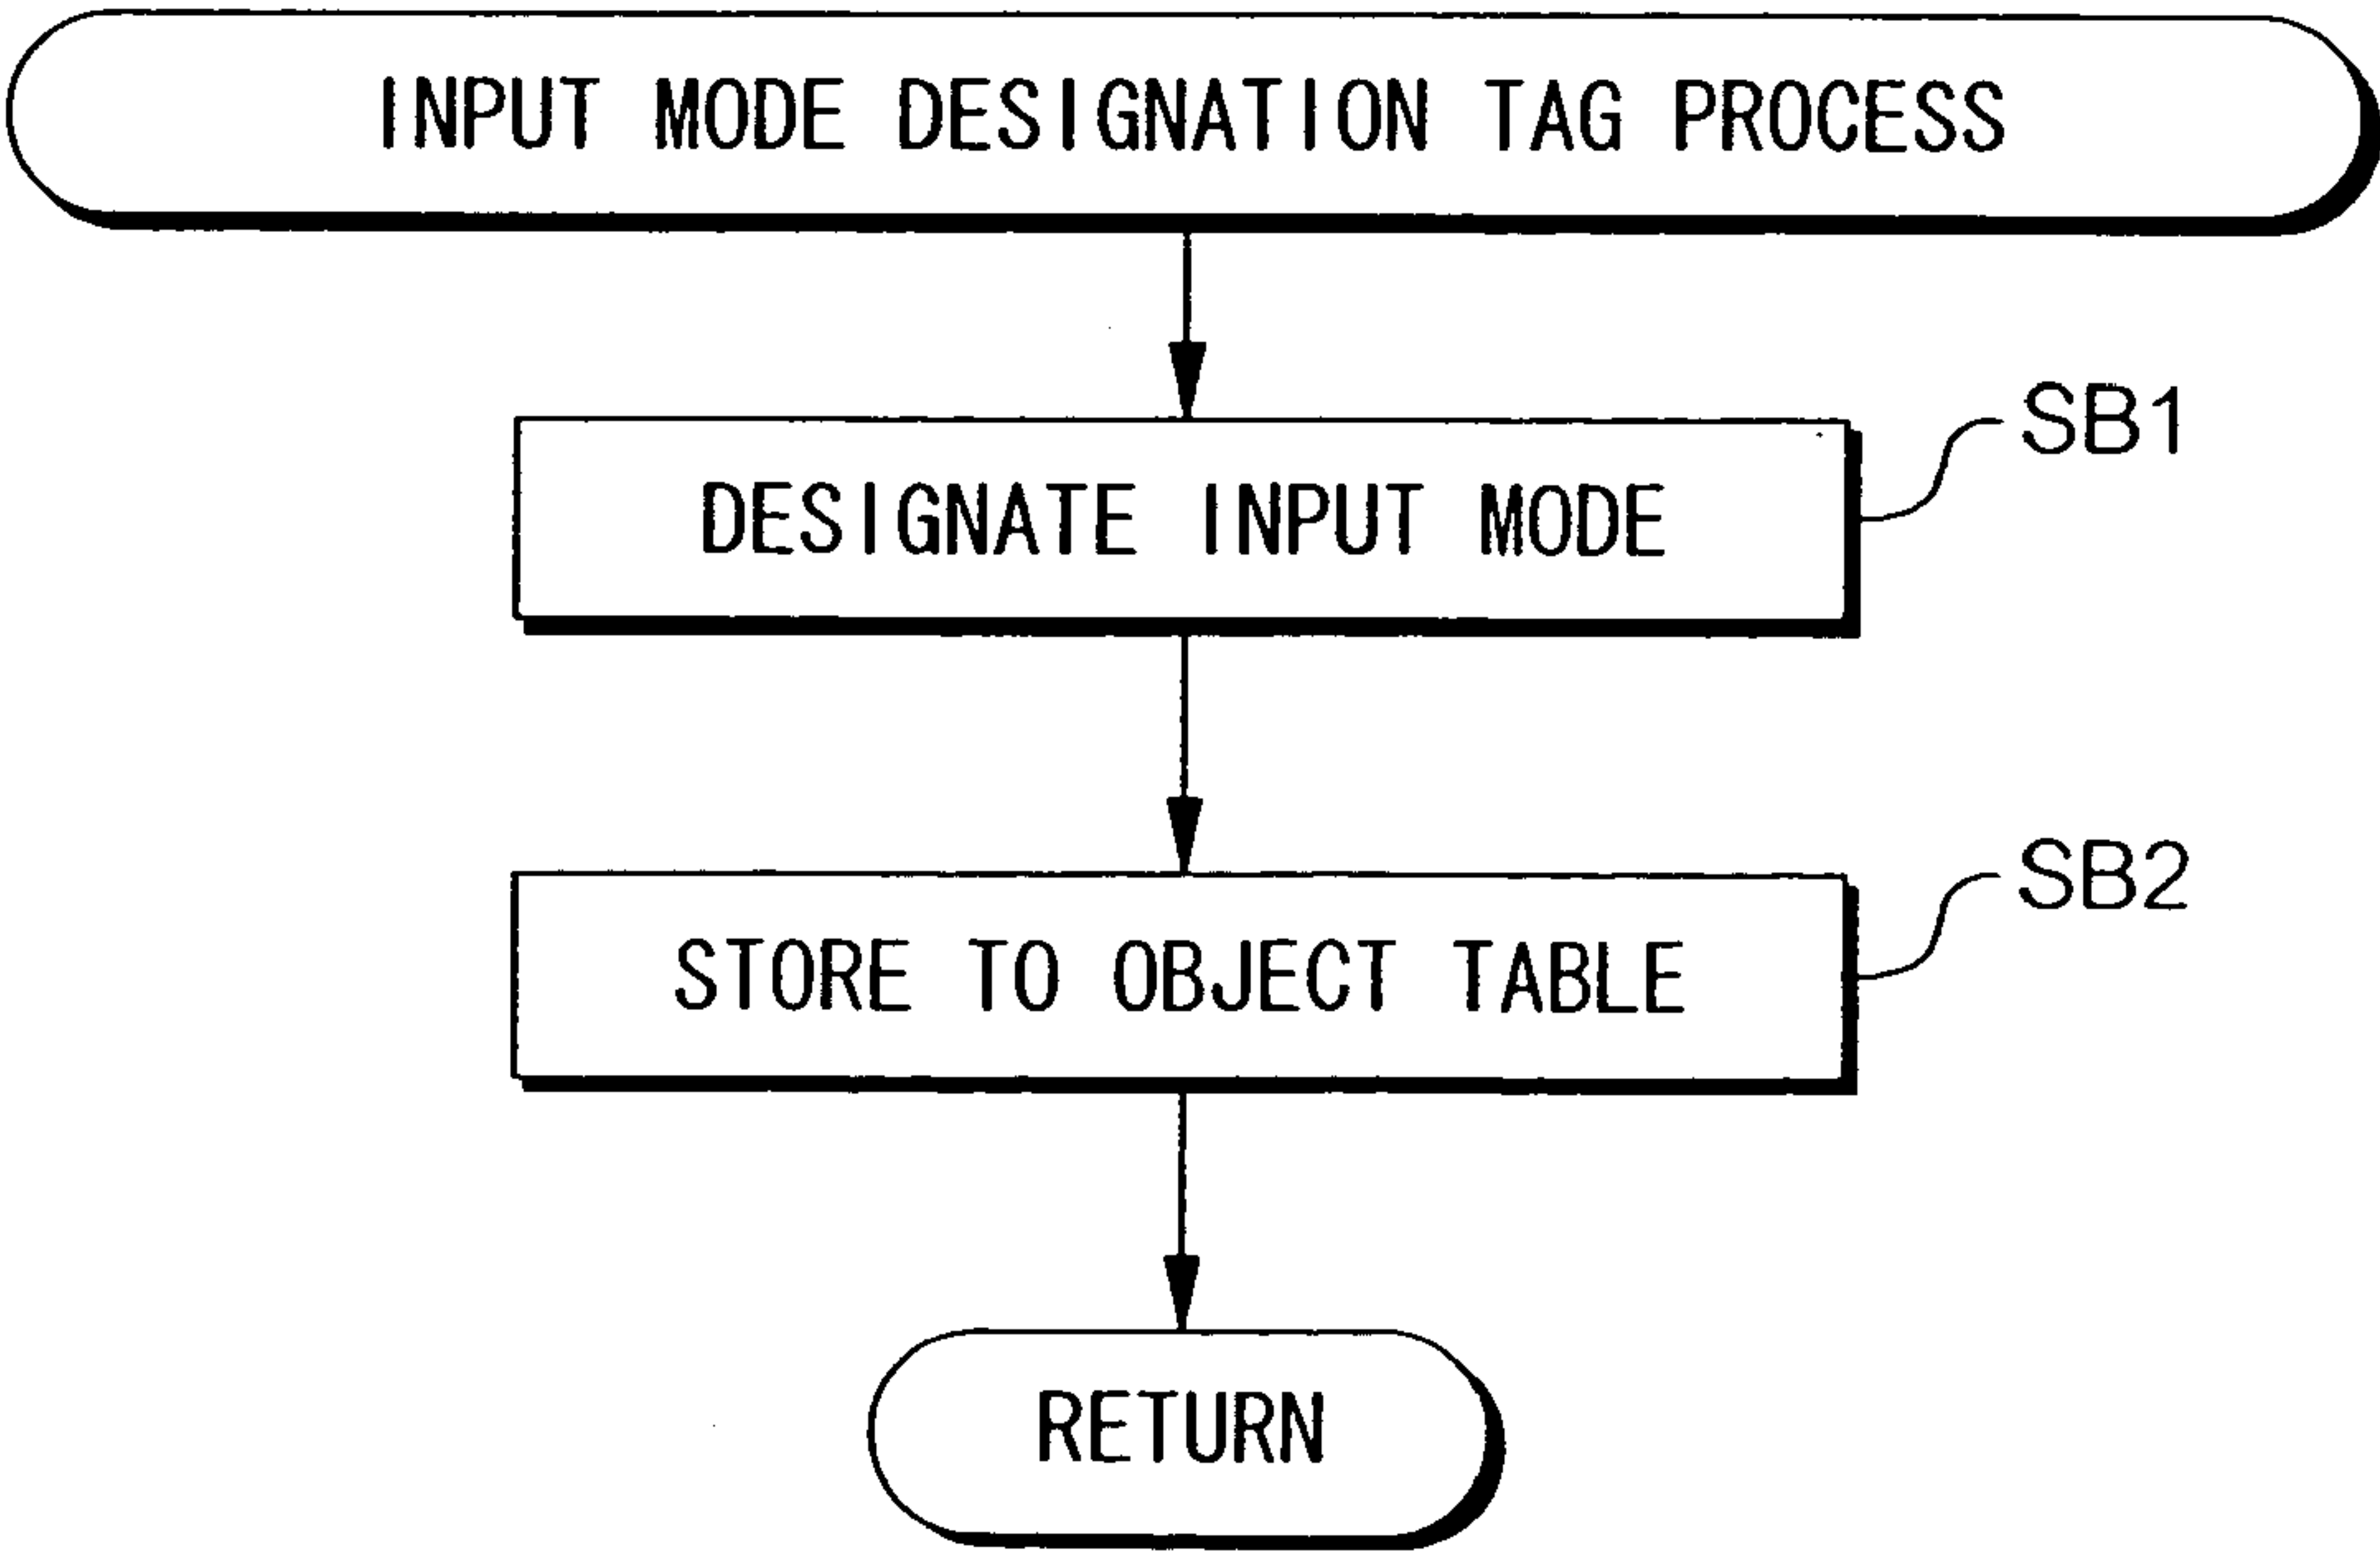 INPUT MODE DESIGNATION TAG PROCESS
SB1
DESIGNATE INPUT MODE
SB2
STORE TO OBJECT TABLE
RETURN